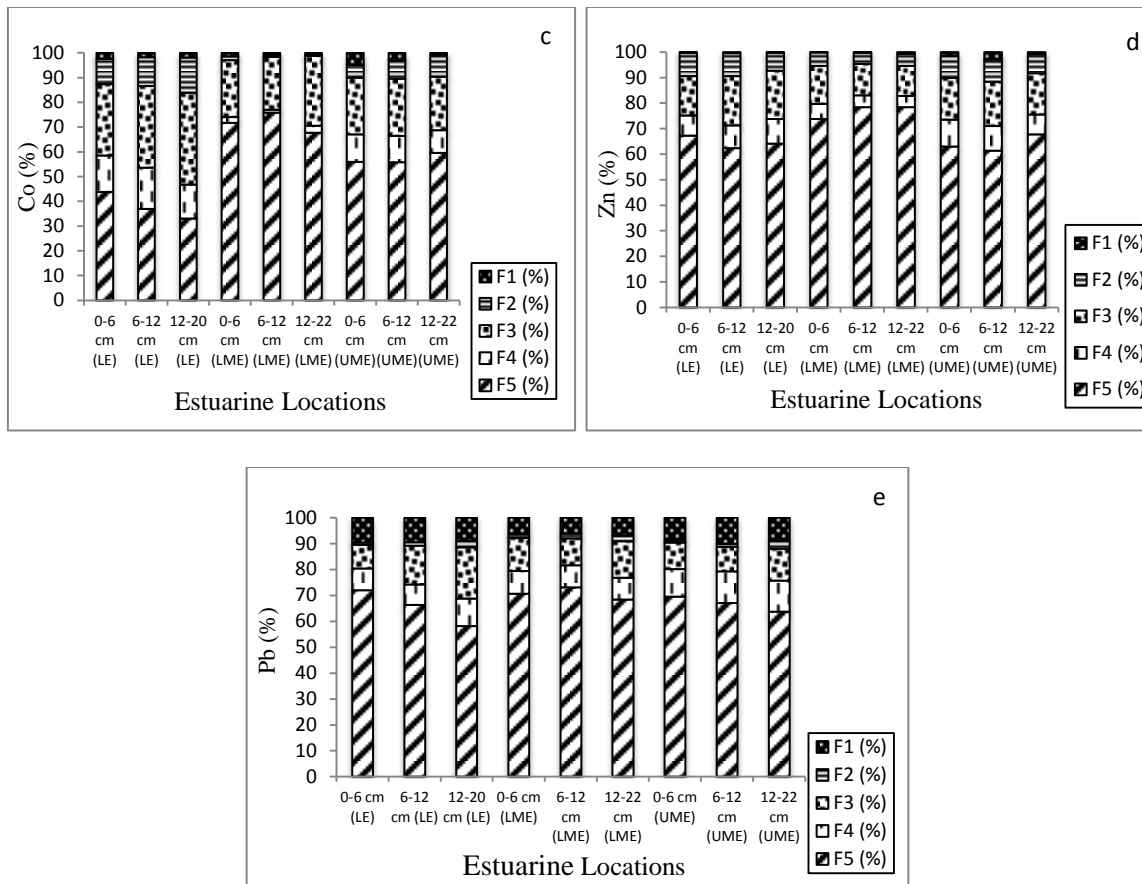 c
Co (%)
100
90
80
70
60
50
40
30
20
10
0
0-6 6-12 12-20 0-6 6-12 12-22 0-6 6-12 12-22
cm cm cm cm cm cm cm cm cm
(LE) (LE) (LE) (LME) (LME) (LME) (UME) (UME) (UME)
Estuarine Locations
F1 (%)
F2 (%)
F3 (%)
F4 (%)
F5 (%)
d
Zn (%)
100
90
80
70
60
50
40
30
20
10
0
0-6 6-12 12-20 0-6 6-12 12-22 0-6 6-12 12-22
cm cm cm cm cm cm cm cm cm
(LE) (LE) (LE) (LME) (LME) (LME) (UME) (UME) (UME)
Estuarine Locations
F1 (%)
F2 (%)
F3 (%)
F4 (%)
F5 (%)
e
Pb (%)
100
90
80
70
60
50
40
30
20
10
0
0-6 cm 6-12 12-20 0-6 cm 6-12 12-22 0-6 cm 6-12 12-22
(LE) cm (LE) cm (LE) (LME) cm cm (UME) cm cm
(LME) (LME) (UME) (UME)
Estuarine Locations
F1 (%)
F2 (%)
F3 (%)
F4 (%)
F5 (%)